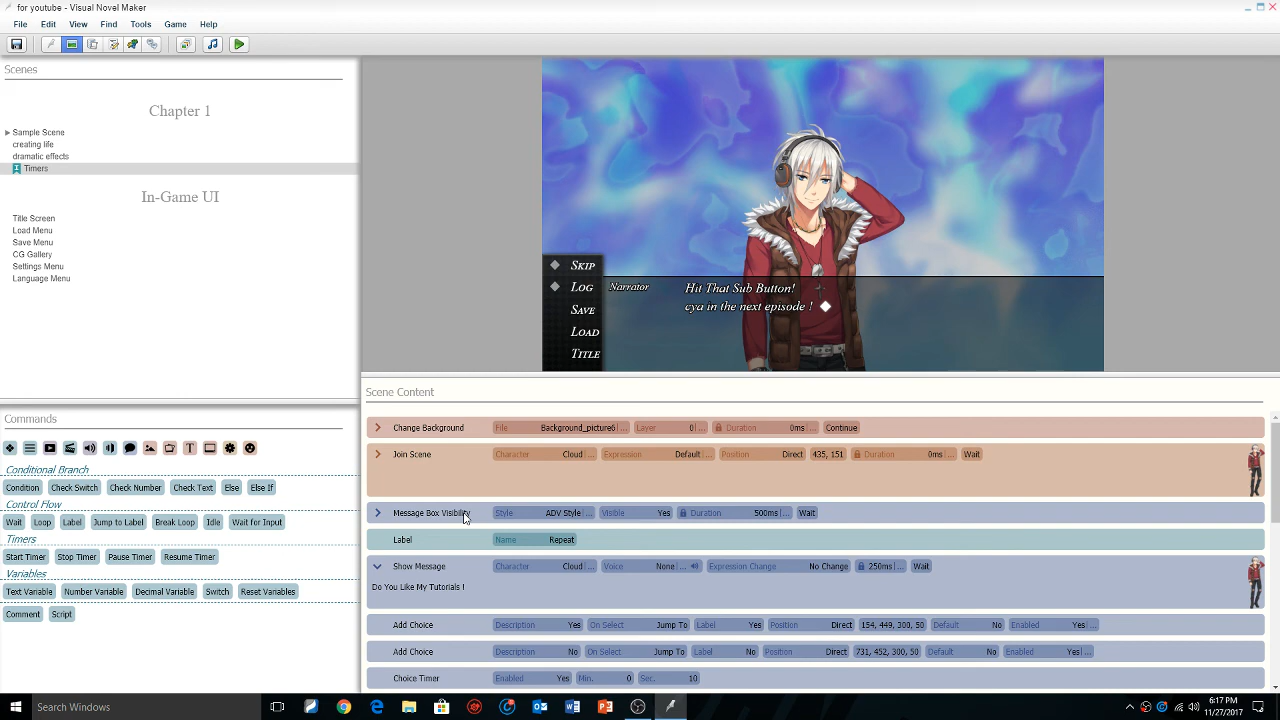 for youtube - Visual Novel Maker
File Edit View Find Tools Game Help
Scenes
Chapter 1
Sample Scene
creating life
dramatic effects
Timers
In-Game UI
Title Screen
Load Menu
Save Menu
CG Gallery
Settings Menu
Language Menu
Skip
Log
Save
Load
Title
Narrator
Hit That Sub Button!
cya in the next episode !
Commands
Conditional Branch
Condition Check Switch Check Number Check Text Else Else If
Control Flow
Wait Loop Label Jump to Label Break Loop Idle Wait for Input
Timers
Start Timer Stop Timer Pause Timer Resume Timer
Variables
Text Variable Number Variable Decimal Variable Switch Reset Variables
Comment Script
Scene Content
Change Background File Background_picture6 ... Layer 0 ... Duration 0ms ... Continue
Join Scene Character Cloud ... Expression Default ... Position Direct 435, 151 Duration 0ms ... Wait
Message Box Visibility Style ADV Style ... Visible Yes Duration 500ms ... Wait
Label Name Repeat
Show Message Character Cloud ... Voice None ... Expression Change No Change 250ms ... Wait
Do You Like My Tutorials !
Add Choice Description Yes On Select Jump To Label Yes Position Direct 154, 449, 300, 50 Default No Enabled Yes ...
Add Choice Description No On Select Jump To Label No Position Direct 731, 452, 300, 50 Default No Enabled Yes ...
Choice Timer Enabled Yes Min. 0 Sec. 10
Search Windows
6:17 PM
11/27/2017